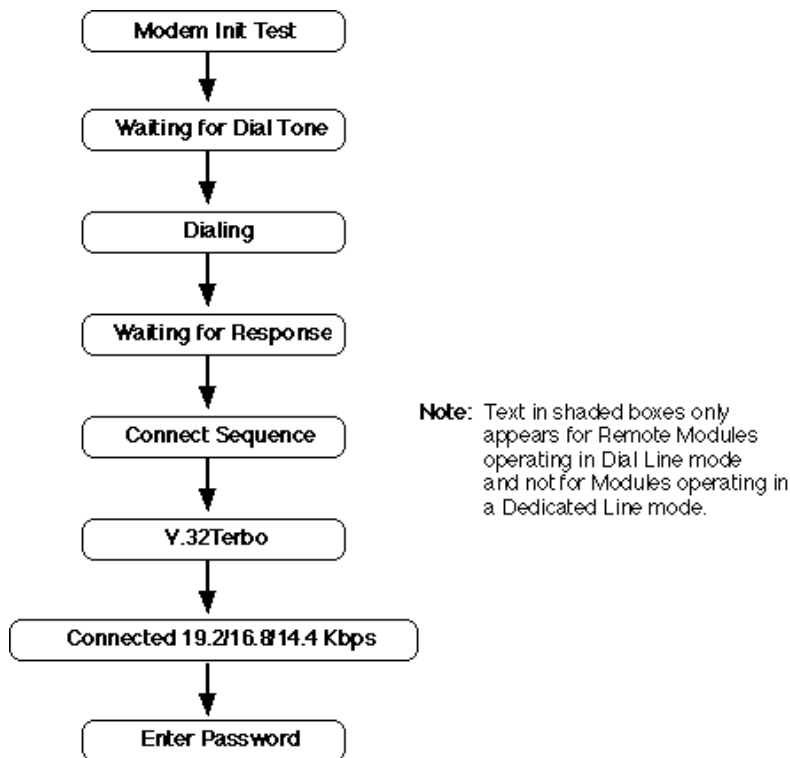 Modem Init Test
Waiting for Dial Tone
Dialing
Waiting for Response
Connect Sequence
Note: Text in shaded boxes only
appears for Remote Modules
operating in Dial Line mode
and not for Modules operating in
a Dedicated Line mode.
V.32Terbo
Connected 19.2/16.8/14.4 Kbps
Enter Password